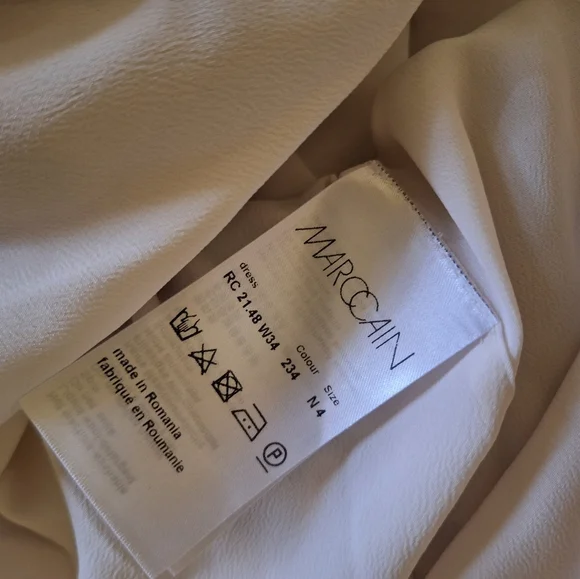 MARCCAIN
dress Colour Size
RC 21.48 W34 234 N 4
P
made in Romania
fabriqué en Roumanie